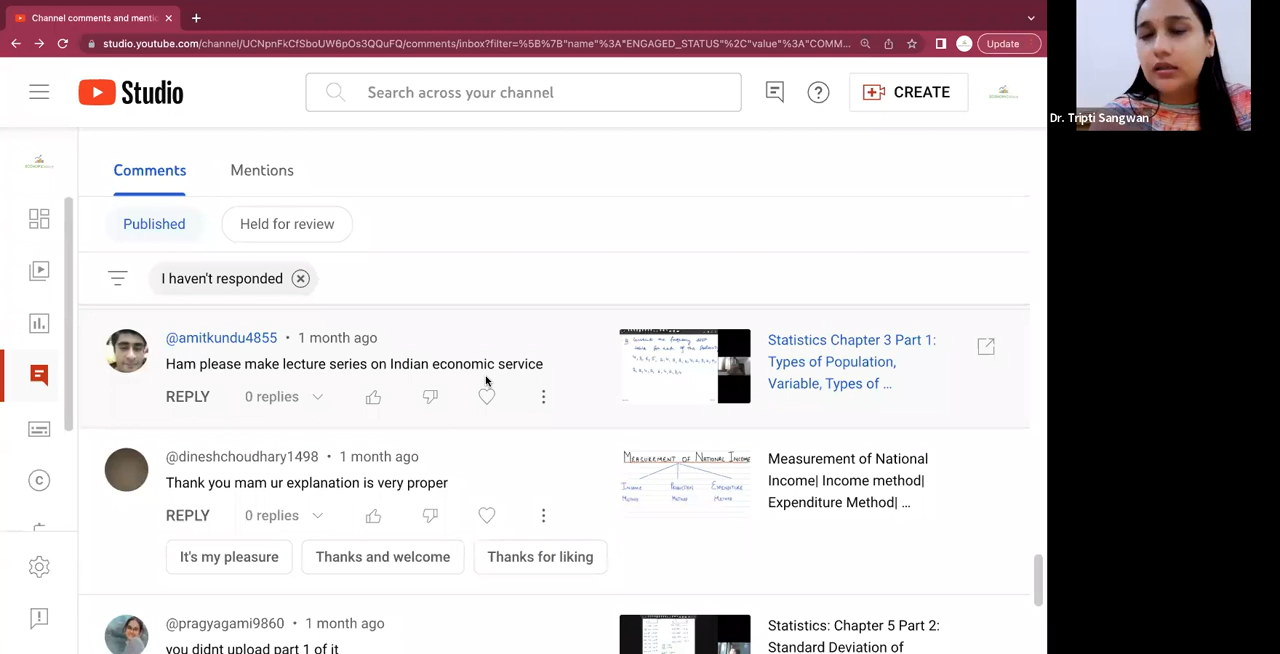 Channel comments and mentio
studio.youtube.com/channel/UCNpnFkCfSboUW6pOs3QQuFQ/comments/inbox?filter=%5B%7B"name"%3A"ENGAGED_STATUS"%2C"value"%3A"COMM...
Update
Studio
Search across your channel
CREATE
Dr. Tripti Sangwan
Comments
Mentions
Published
Held for review
I haven't responded
@amitkundu4855 • 1 month ago
Ham please make lecture series on Indian economic service
REPLY
0 replies
Statistics Chapter 3 Part 1:
Types of Population,
Variable, Types of ...
@dineshchoudhary1498 • 1 month ago
Thank you mam ur explanation is very proper
REPLY
0 replies
It's my pleasure
Thanks and welcome
Thanks for liking
MEASUREMENT OF NATIONAL INCOME
INCOME METHOD
PRODUCTION METHOD
EXPENDITURE METHOD
Measurement of National
Income| Income method|
Expenditure Method| ...
@pragyagami9860 • 1 month ago
you didnt upload part 1 of it
Statistics: Chapter 5 Part 2:
Standard Deviation of